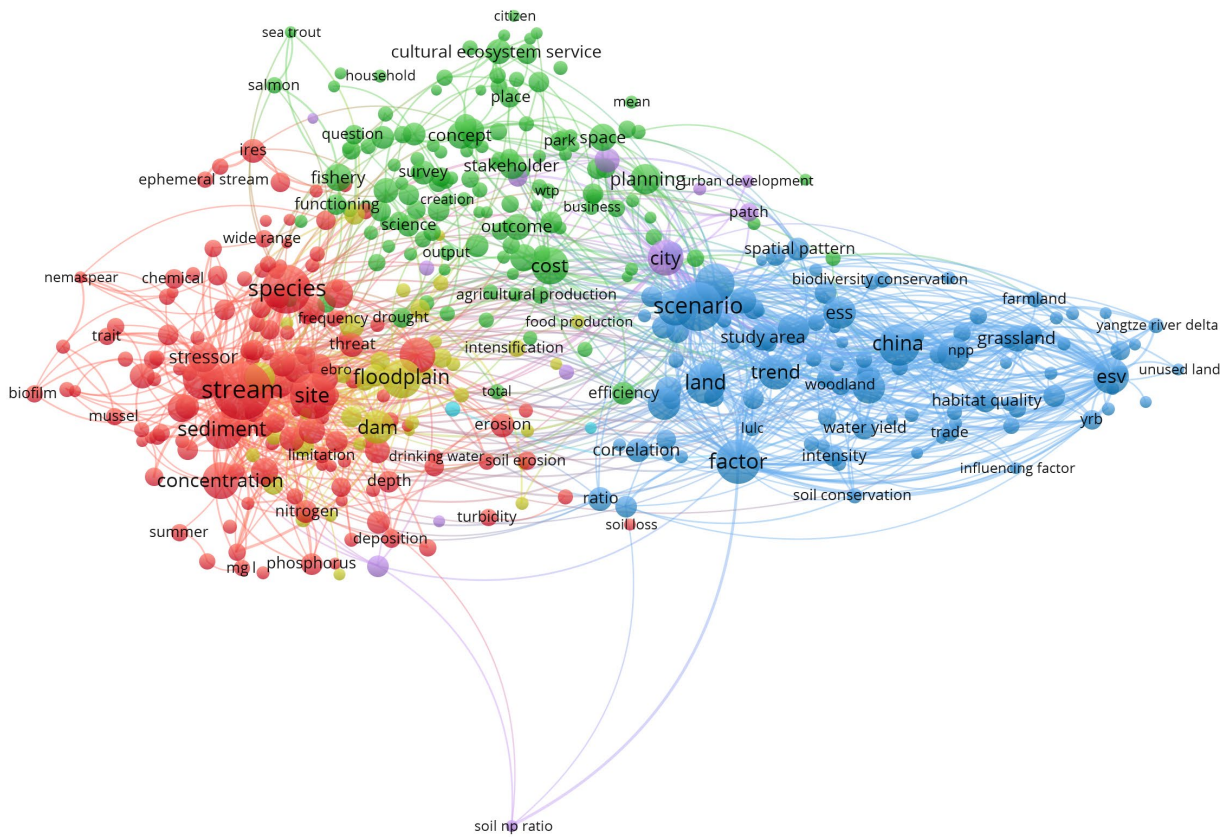 citizen
sea trout
cultural ecosystem service
household
salmon
place
mean
question
concept
park
space
ires
stakeholder
survey
fishery
ephemeral stream
planning
urban development
wtp
creation
functioning
business
patch
science
outcome
wide range
spatial pattern
output
city
cost
nemaspear
chemical
biodiversity conservation
species
agricultural production
farmland
scenario
frequency
drought
ess
food production
yangtze river delta
trait
threat
intensification
study area
china
grassland
npp
stressor
ebro
unused land
floodplain
trend
esv
stream
land
woodland
biofilm
site
total
efficiency
habitat quality
mussel
yrb
erosion
sediment
dam
lulc
water yield
trade
limitation
drinking water
soil erosion
correlation
intensity
factor
influencing factor
concentration
depth
ratio
soil conservation
nitrogen
turbidity
soil loss
summer
deposition
mg l
phosphorus
soil np ratio